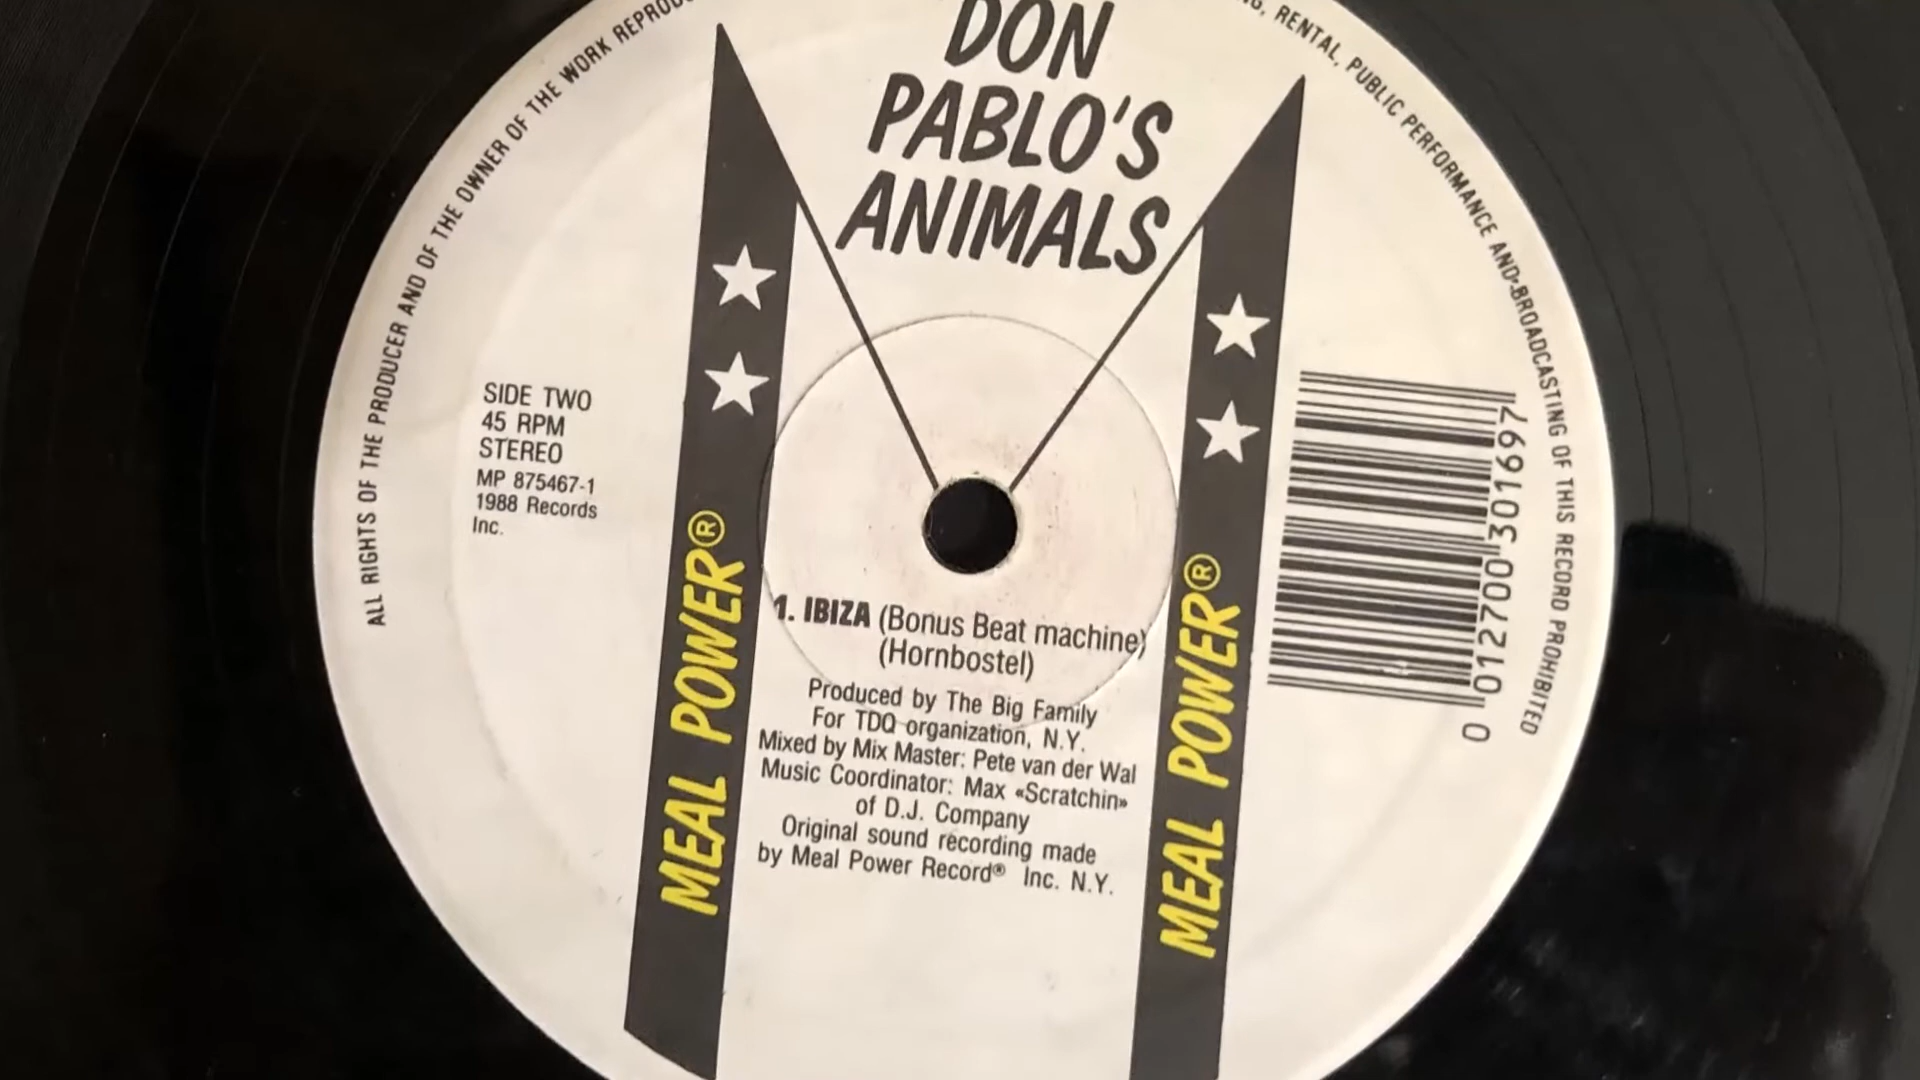 DON
PABLO'S
ANIMALS
ALL RIGHTS OF THE PRODUCER AND OF THE OWNER OF THE WORK
RENTAL, PUBLIC PERFORMANCE AND BROADCASTING OF THIS RECORD PROHIBITED
SIDE TWO
45 RPM
STEREO
MP 875467-1
1988 Records
Inc.
MEAL POWER®
MEAL POWER®
1. IBIZA (Bonus Beat machine)
(Hornbostel)
Produced by The Big Family
For TDQ organization, N.Y.
Mixed by Mix Master: Pete van der Wal
Music Coordinator: Max «Scratchin»
of D.J. Company
Original sound recording made
by Meal Power Record® Inc. N.Y.
0 012700 301697